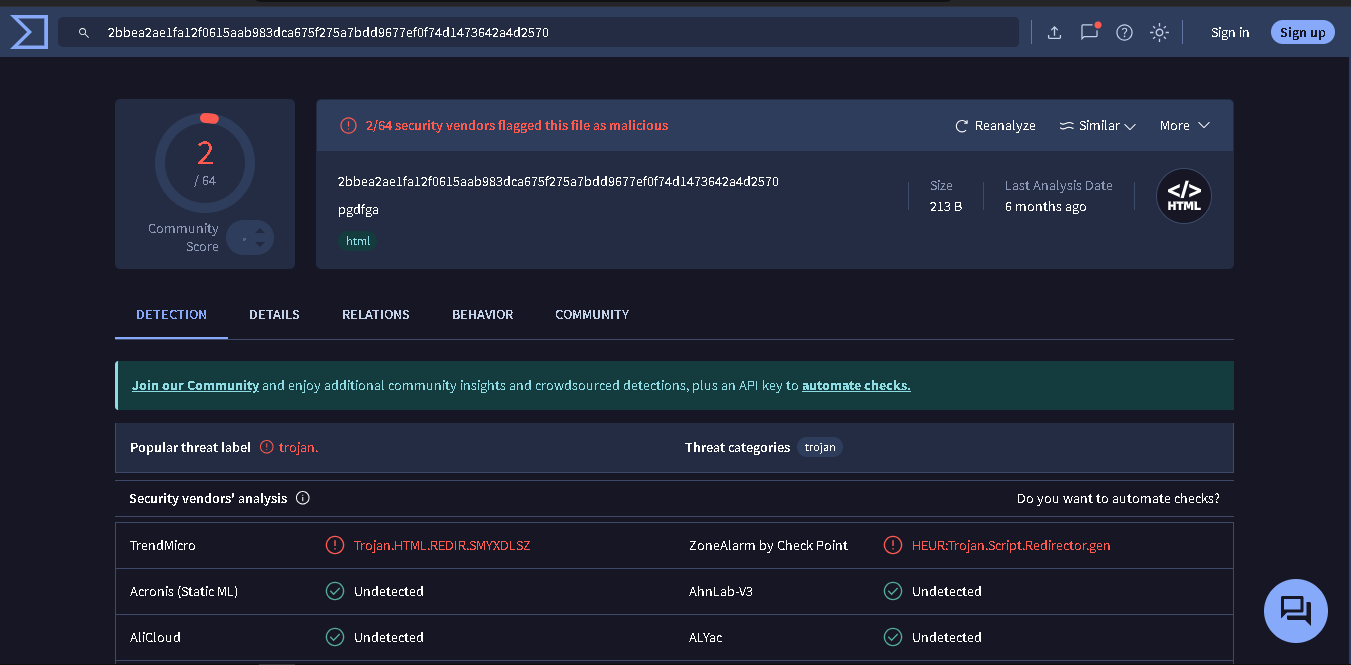 2bbea2ae1fa12f0615aab983dca675f275a7bdd9677ef0f74d1473642a4d2570
Sign in
Sign up
2
/ 64
Community
Score
2/64 security vendors flagged this file as malicious
Reanalyze
Similar
More
2bbea2ae1fa12f0615aab983dca675f275a7bdd9677ef0f74d1473642a4d2570
pgdfga
html
Size
213 B
Last Analysis Date
6 months ago
</>
HTML
DETECTION
DETAILS
RELATIONS
BEHAVIOR
COMMUNITY
Join our Community and enjoy additional community insights and crowdsourced detections, plus an API key to automate checks.
Popular threat label trojan.
Threat categories trojan
Security vendors' analysis
Do you want to automate checks?
TrendMicro Trojan.HTML.REDIR.SMYXDLSZ
ZoneAlarm by Check Point HEUR:Trojan.Script.Redirector.gen
Acronis (Static ML) Undetected
AhnLab-V3 Undetected
AliCloud Undetected
ALYac Undetected